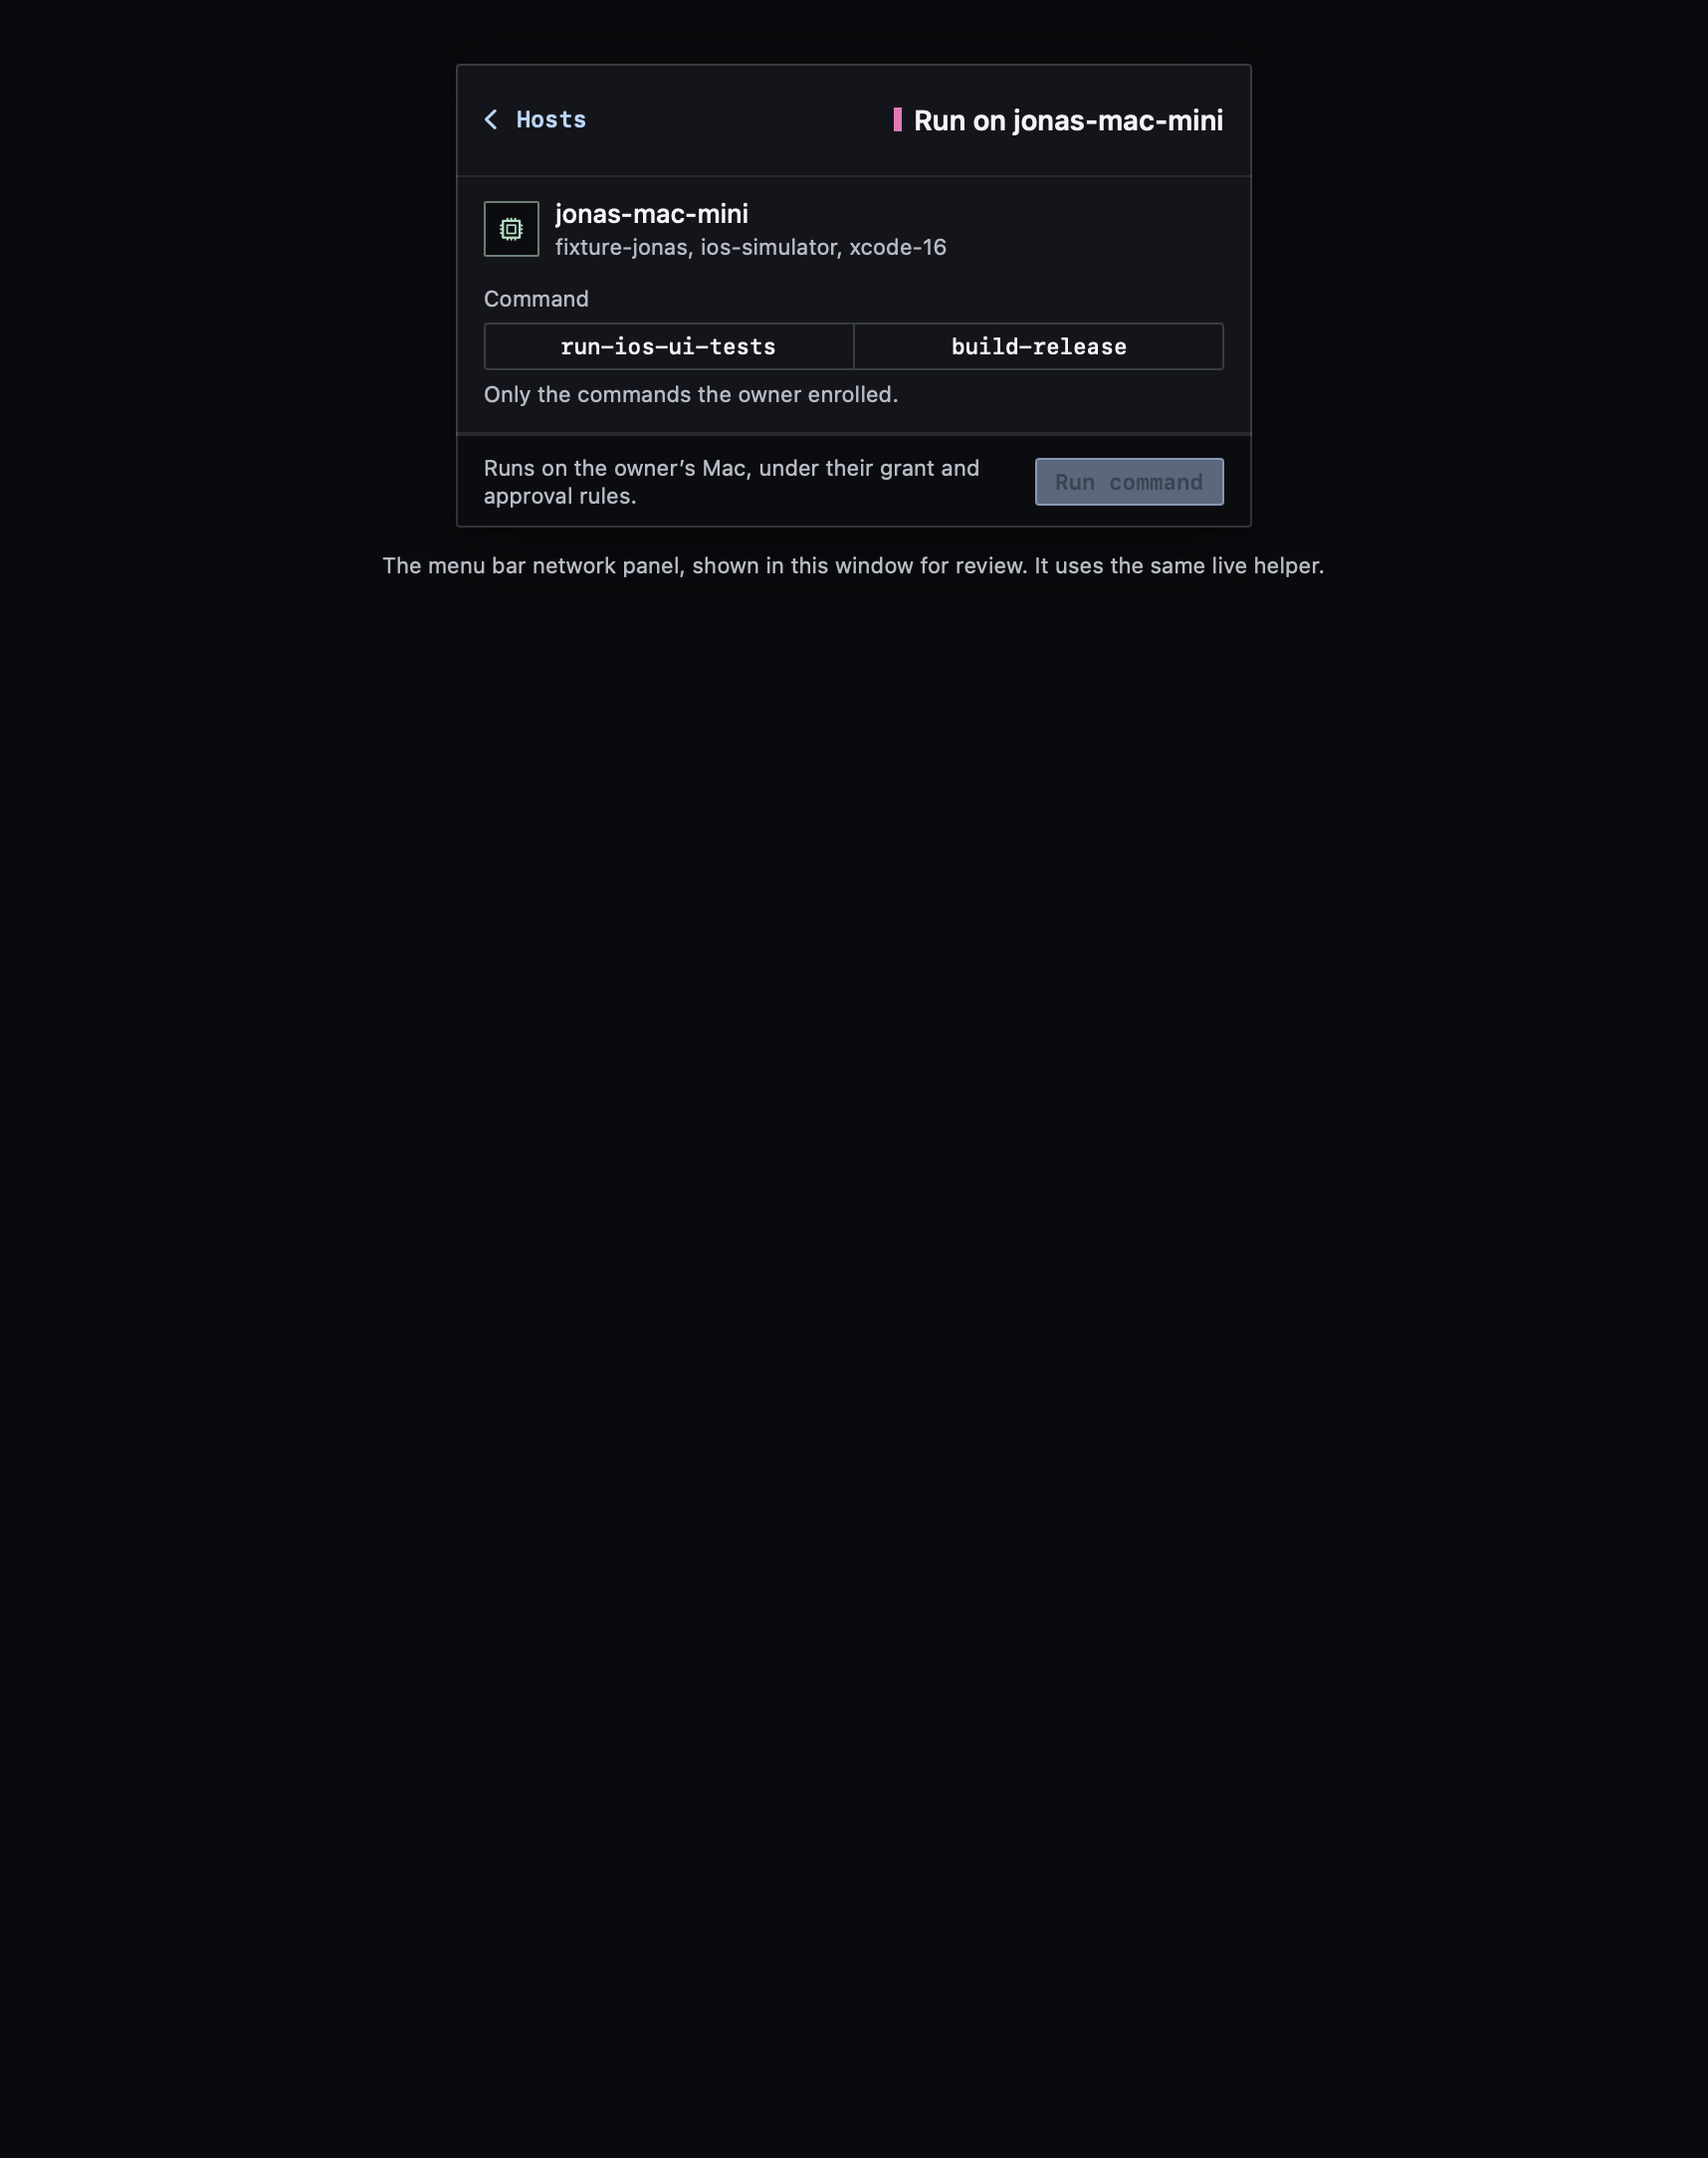 Hosts
Run on jonas-mac-mini
jonas-mac-mini
fixture-jonas, ios-simulator, xcode-16
Command
run-ios-ui-tests
build-release
Only the commands the owner enrolled.
Runs on the owner’s Mac, under their grant and
approval rules.
Run command
The menu bar network panel, shown in this window for review. It uses the same live helper.